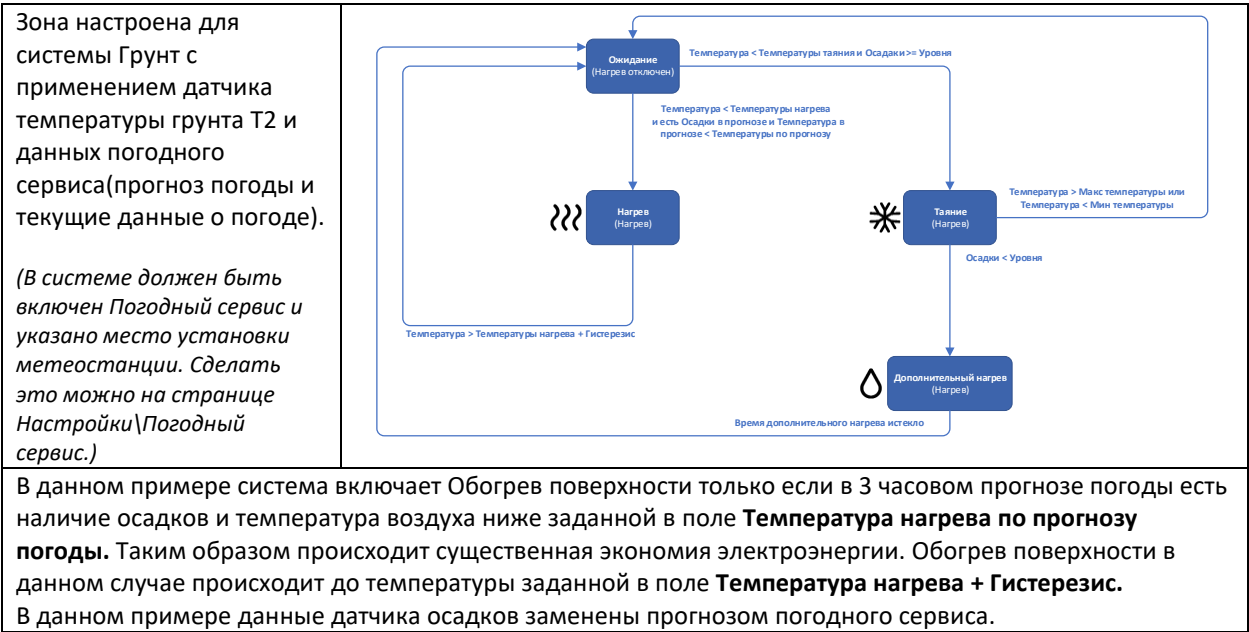 Зона настроена для
системы Грунт с
применением датчика
температуры грунта T2 и
данных погодного
сервиса(прогноз погоды и
текущие данные о погоде).
(В системе должен быть
включен Погодный сервис и
указано место установки
метеостанции. Сделать
это можно на странице
Настройки\Погодный
сервис.)
Ожидание
(Нагрев отключен)
Температура < Температуры таяния и Осадаки >= Уровня
Температура < Температуры нагрева
и есть Осадки в прогнозе и Температура в
прогнозе < Температуры по прогнозу
Нагрев
(Нагрев)
Таяние
(Нагрев)
Температура > Макс температуры или
Температура < Мин температуры
Осадки < Уровня
Температура > Температуры нагрева + Гистерезис
Дополнительный нагрев
(Нагрев)
Время дополнительного нагрева истекло
В данном примере система включает Обогрев поверхности только если в 3 часовом прогнозе погоды есть
наличие осадков и температура воздуха ниже заданной в поле Температура нагрева по прогнозу
погоды. Таким образом происходит существенная экономия электроэнергии. Обогрев поверхности в
данном случае происходит до температуры заданной в поле Температура нагрева + Гистерезис.
В данном примере данные датчика осадков заменены прогнозом погодного сервиса.